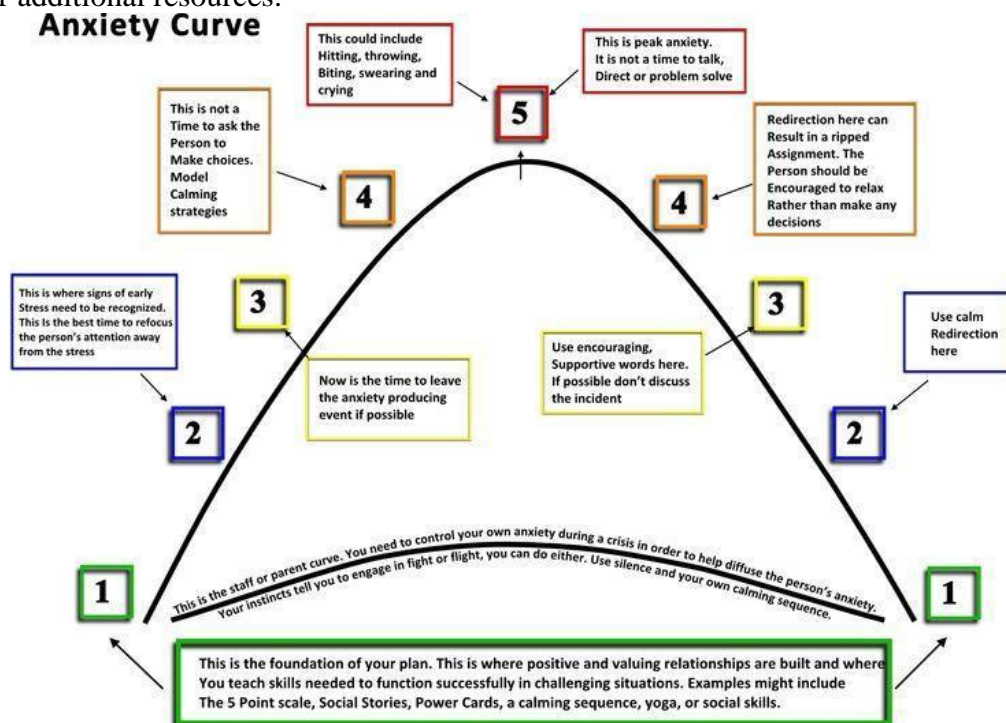 r additional resources.
Anxiety Curve
This could include
Hitting, throwing,
Biting, swearing and
crying
This is peak anxiety.
It is not a time to talk,
Direct or problem solve
5
This is not a
Time to ask the
Person to
Make choices.
Model
Calming
strategies
4
4
Redirection here can
Result in a ripped
Assignment. The
Person should be
Encouraged to relax
Rather than make any
decisions
This is where signs of early
Stress need to be recognized.
This Is the best time to refocus
the person's attention away
from the stress
3
3
Use calm
Redirection
here
Now is the time to leave
the anxiety producing
event if possible
Use encouraging,
Supportive words here.
If possible don't discuss
the incident
2
2
This is the staff or parent curve. You need to control your own anxiety during a crisis in order to help diffuse the person's anxiety.
Your instincts tell you to engage in fight or flight, you can do either. Use silence and your own calming sequence.
1
1
This is the foundation of your plan. This is where positive and valuing relationships are built and where
You teach skills needed to function successfully in challenging situations. Examples might include
The 5 Point scale, Social Stories, Power Cards, a calming sequence, yoga, or social skills.